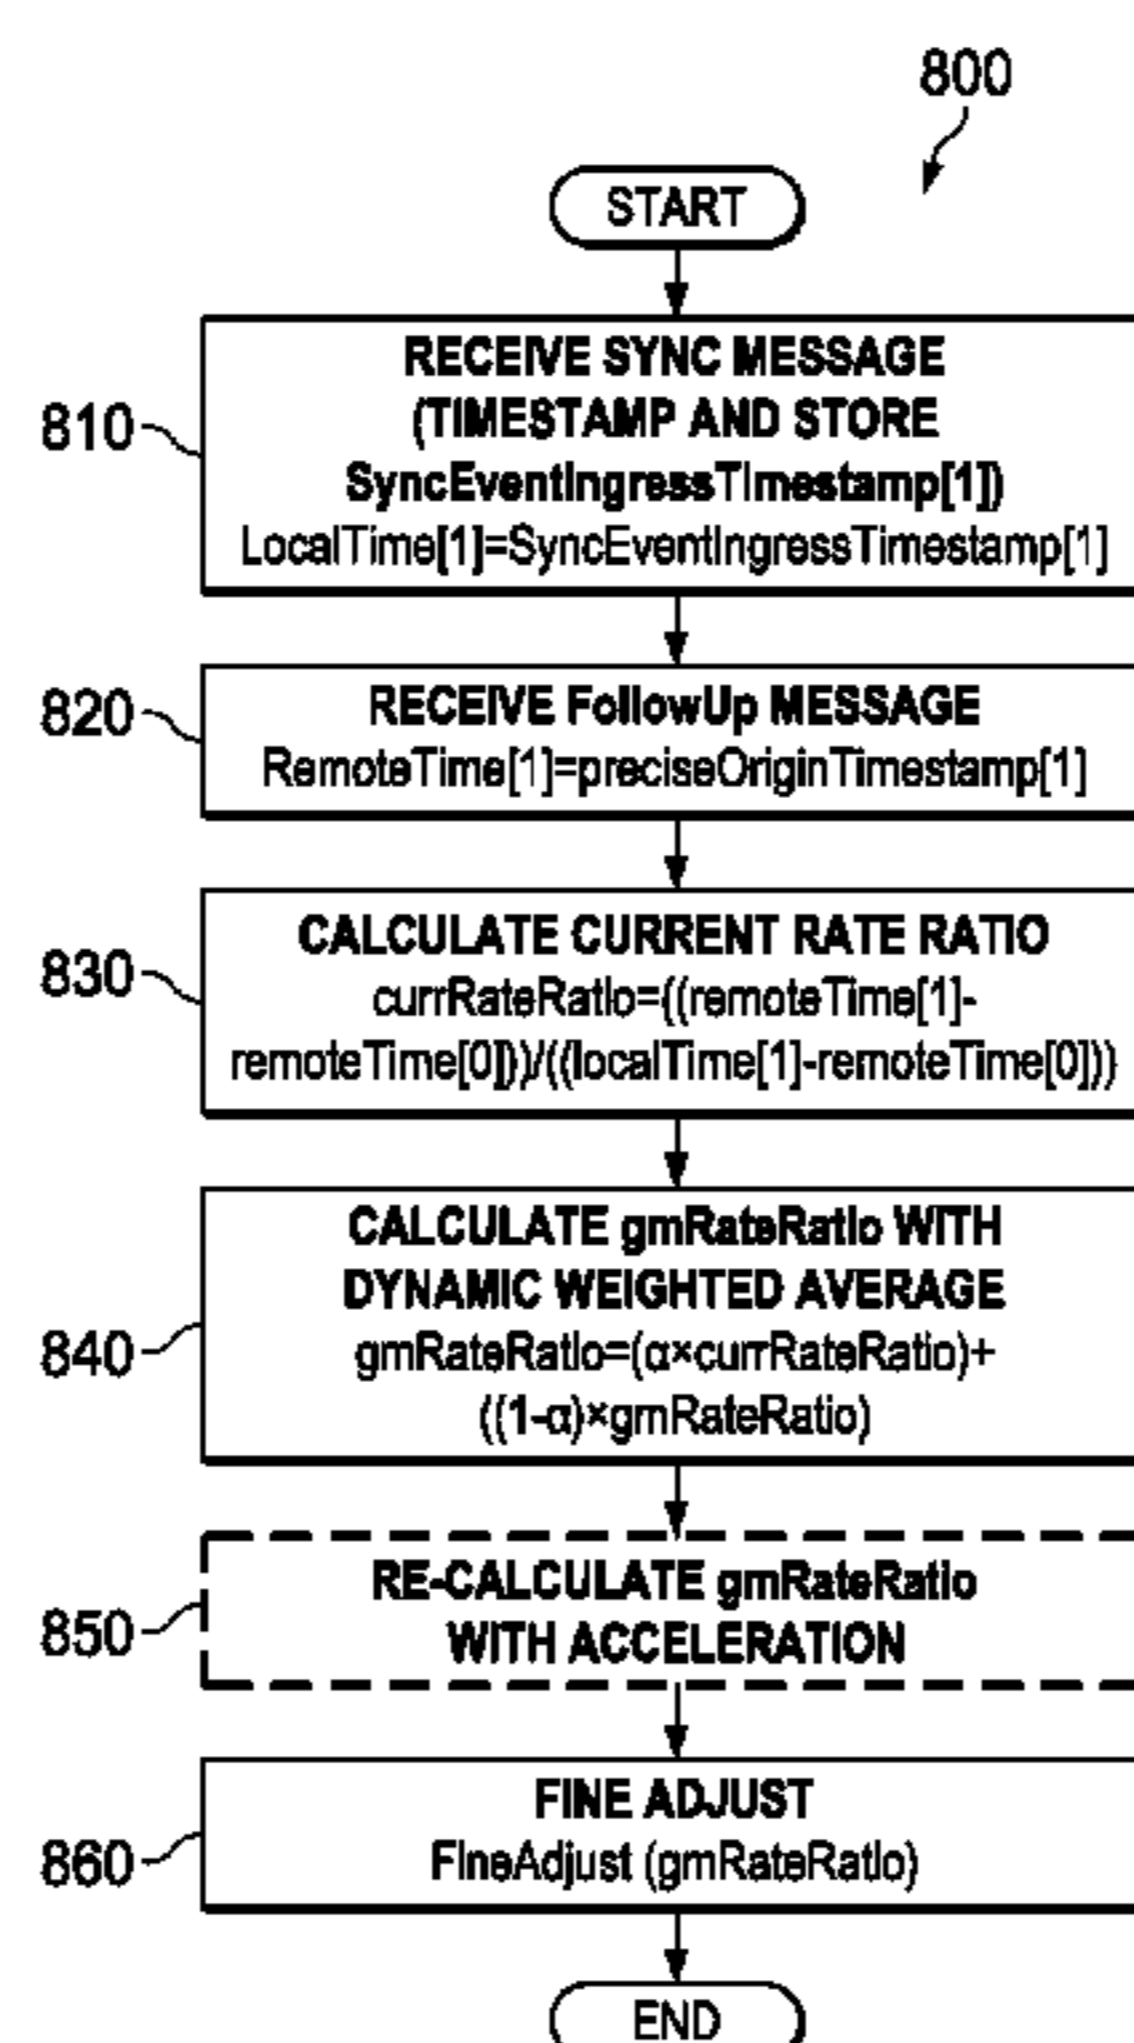 800
START
810
RECEIVE SYNC MESSAGE
(TIMESTAMP AND STORE
SyncEventIngressTimestamp[1])
LocalTime[1]=SyncEventIngressTimestamp[1]
820
RECEIVE FollowUp MESSAGE
RemoteTime[1]=preciseOriginTimestamp[1]
830
CALCULATE CURRENT RATE RATIO
currRateRatio=((remoteTime[1]-
remoteTime[0]))/((localTime[1]-remoteTime[0]))
840
CALCULATE gmRateRatio WITH
DYNAMIC WEIGHTED AVERAGE
gmRateRatio=(α×currRateRatio)+
((1-α)×gmRateRatio)
850
RE-CALCULATE gmRateRatio
WITH ACCELERATION
860
FINE ADJUST
FineAdjust (gmRateRatio)
END